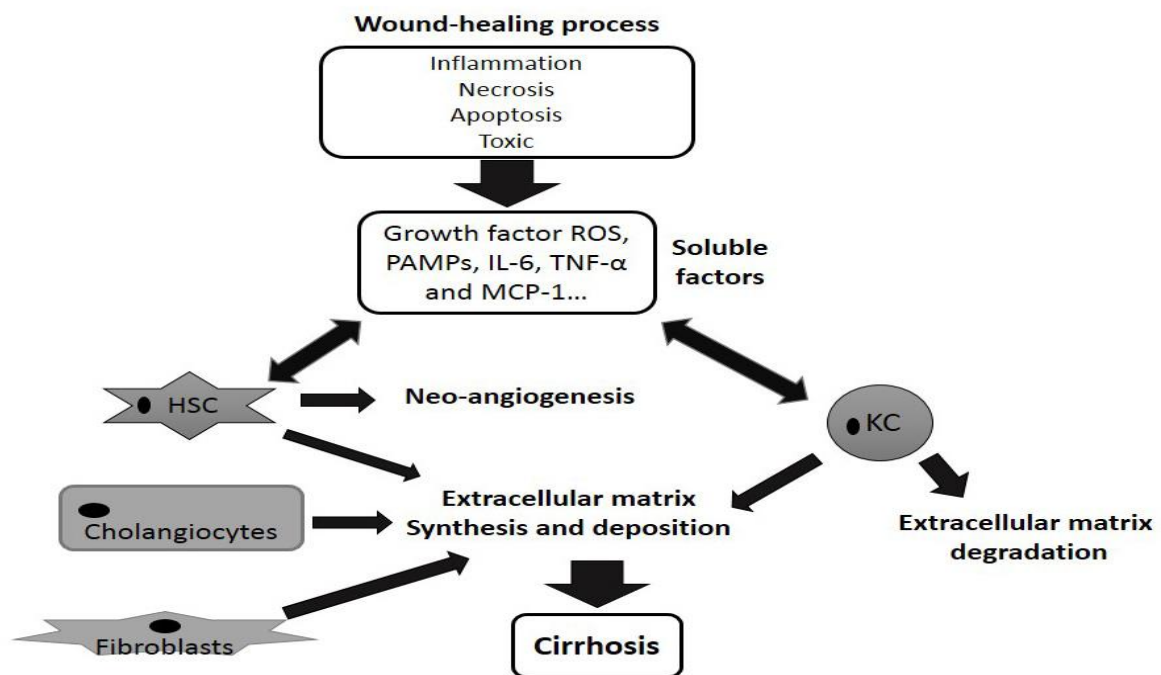 Wound-healing process
Inflammation
Necrosis
Apoptosis
Toxic
Growth factor ROS,
PAMPs, IL-6, TNF-α
and MCP-1...
Soluble
factors
HSC
Neo-angiogenesis
KC
Cholangiocytes
Extracellular matrix
Synthesis and deposition
Extracellular matrix
degradation
Fibroblasts
Cirrhosis